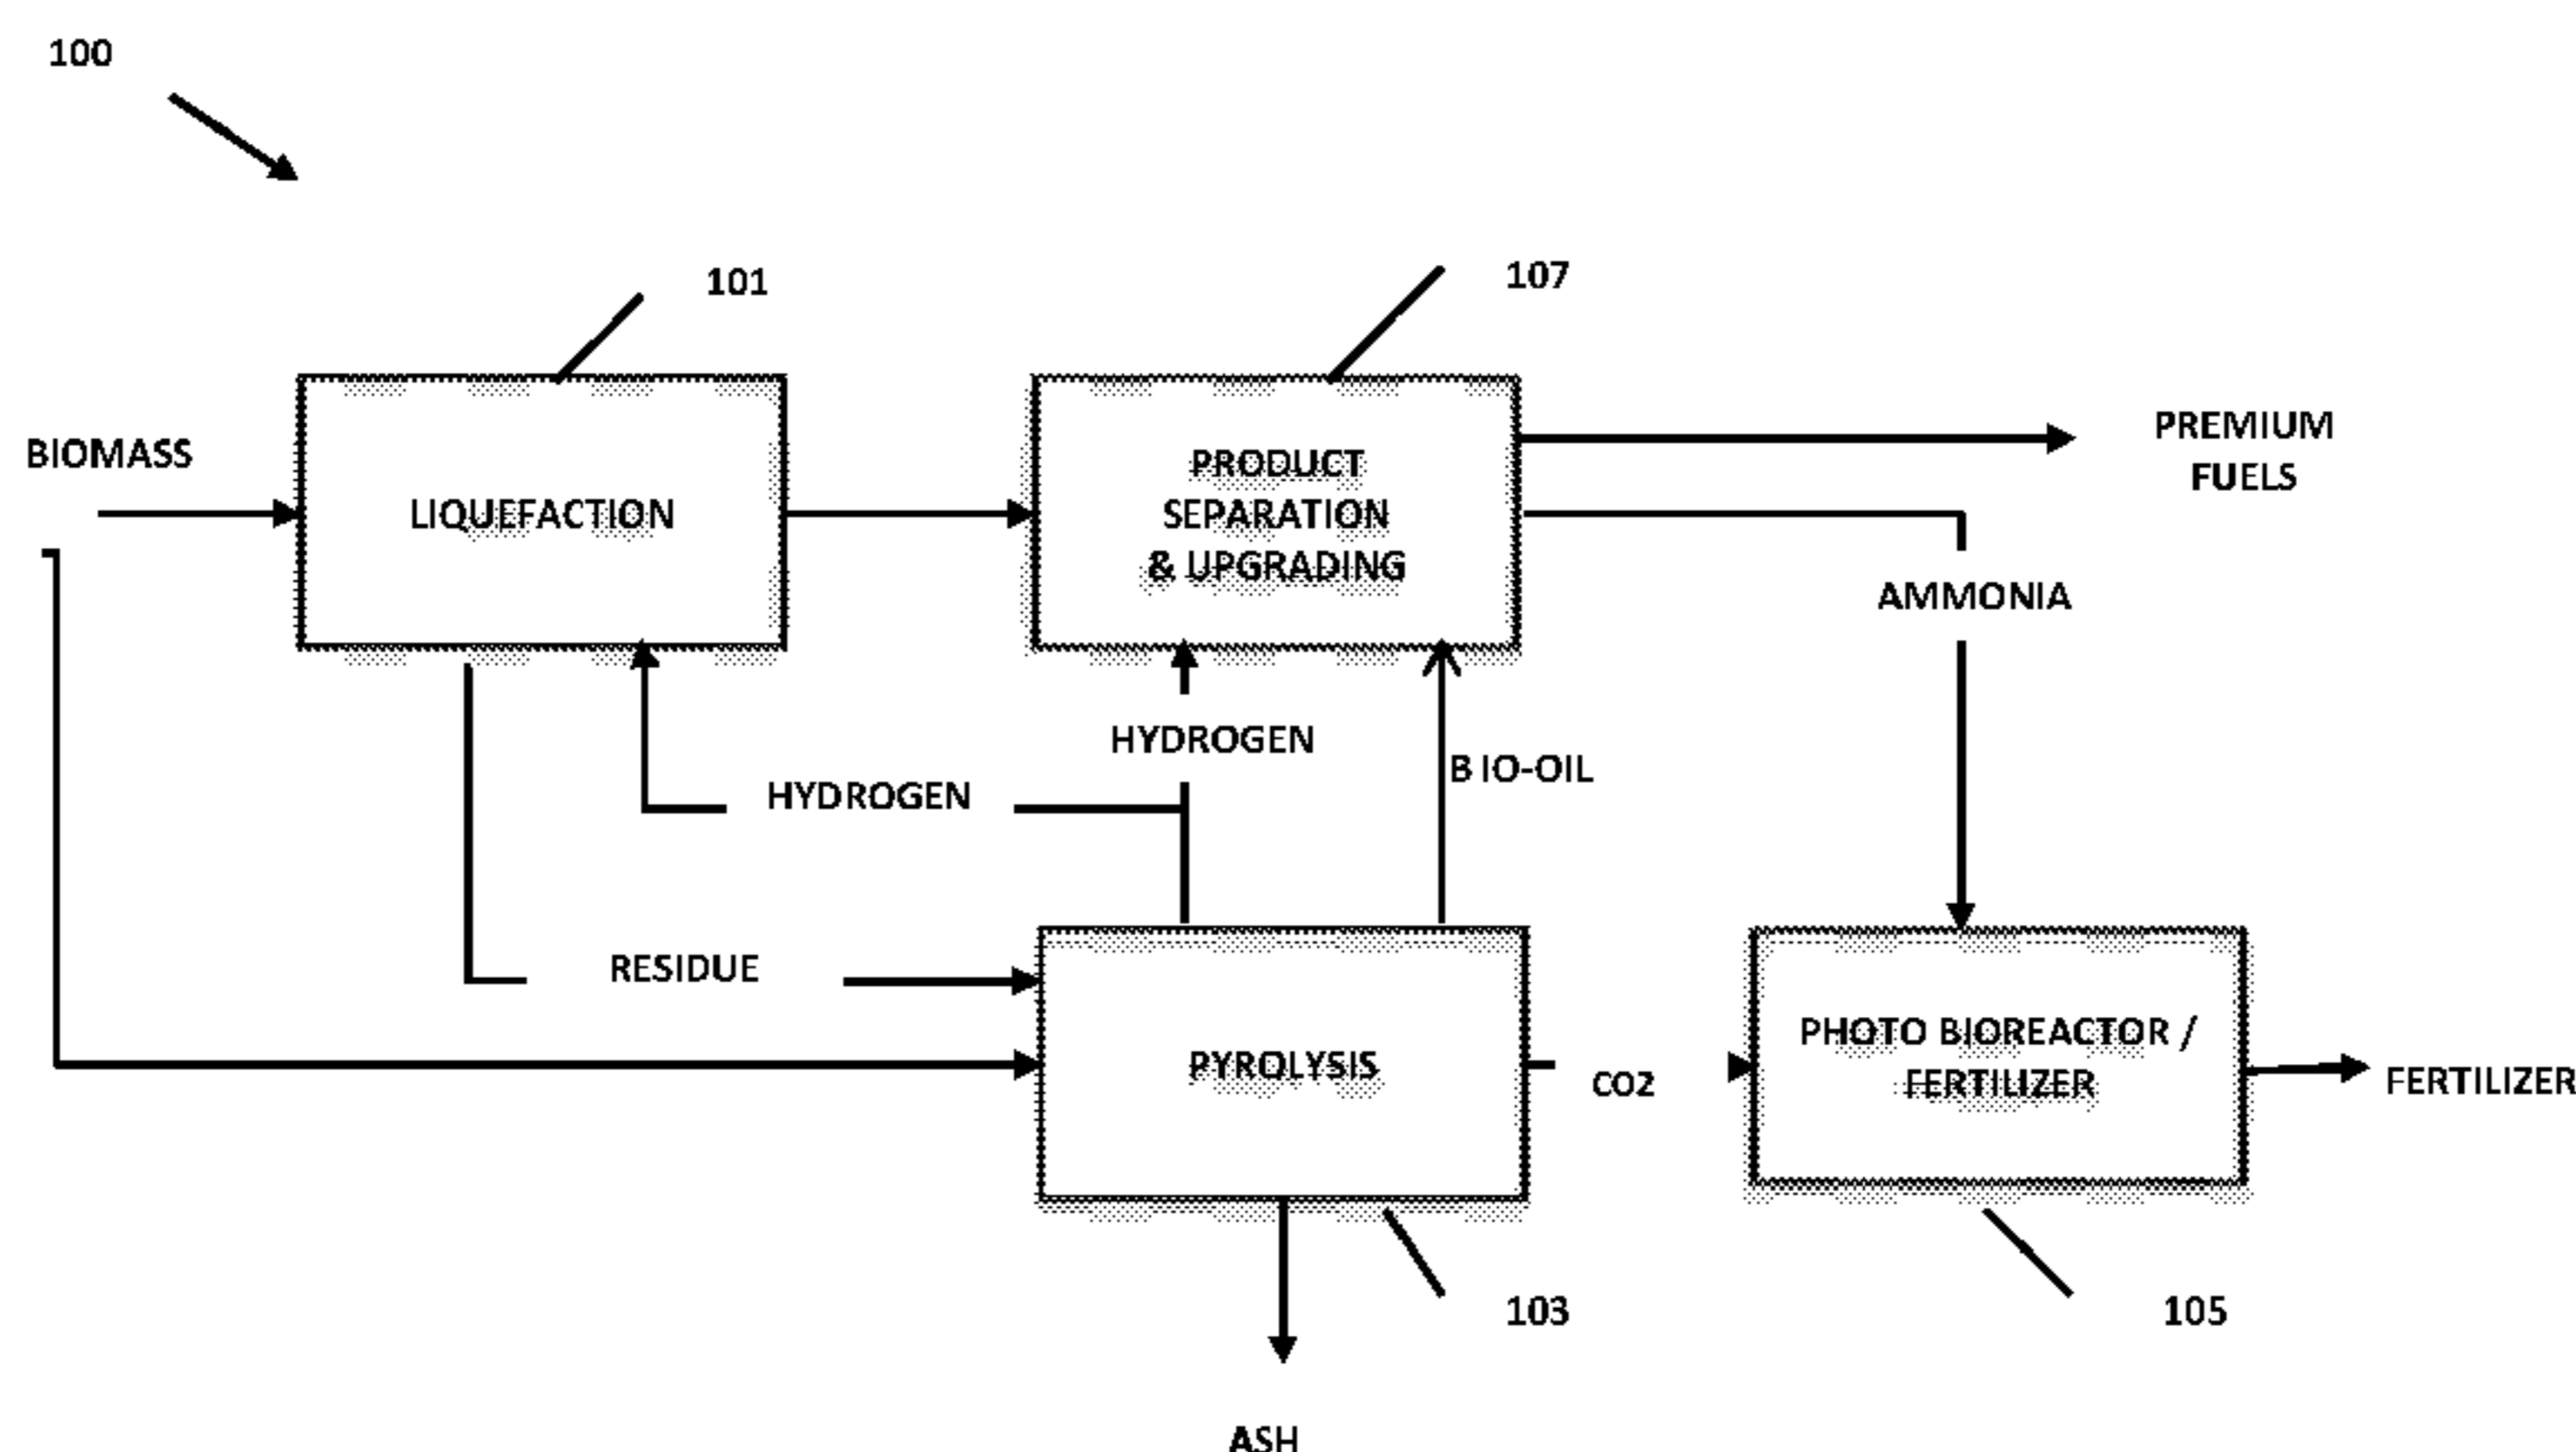 100
101
107
BIOMASS
LIQUEFACTION
PRODUCT
SEPARATION
& UPGRADING
PREMIUM
FUELS
AMMONIA
HYDROGEN
HYDROGEN
B IO-OIL
RESIDUE
PYROLYSIS
CO2
PHOTO BIOREACTOR /
FERTILIZER
FERTILIZER
103
105
ASH